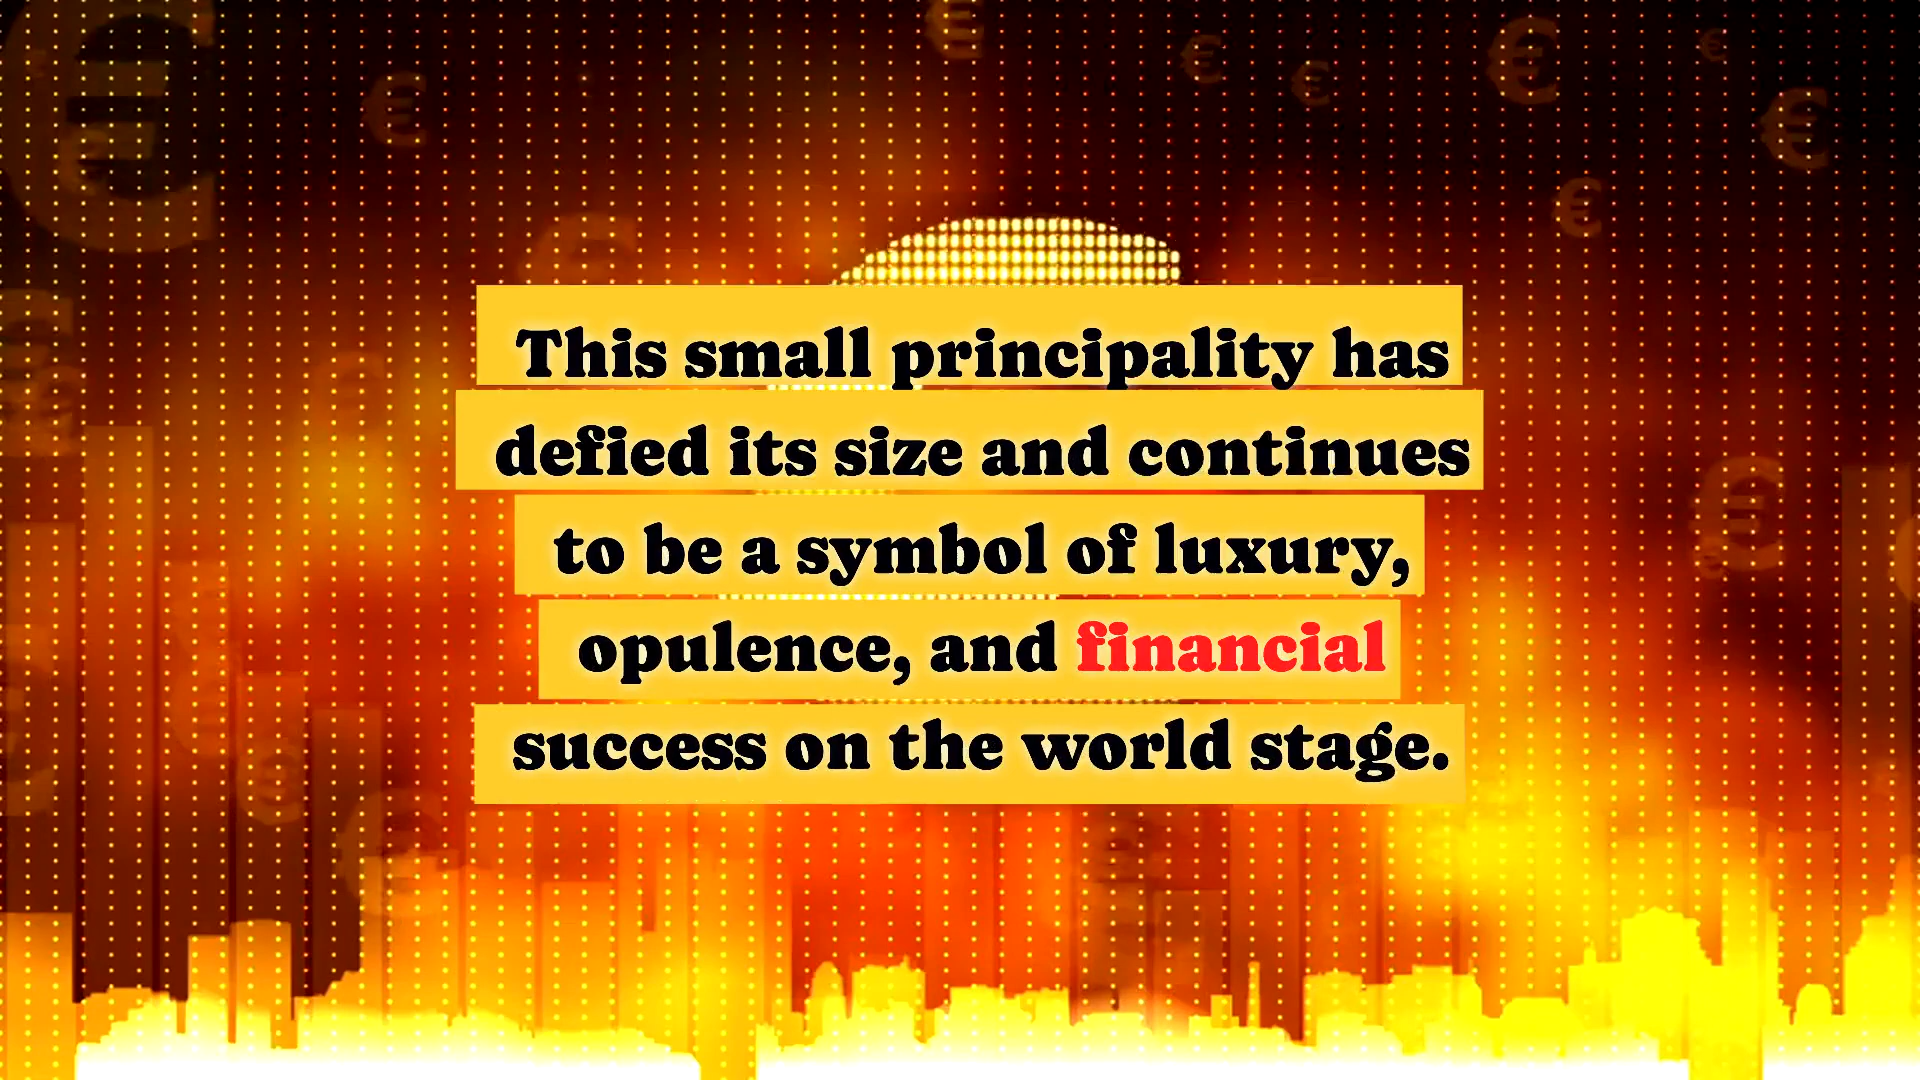 This small principality has
defied its size and continues
to be a symbol of luxury,
opulence, and financial
success on the world stage.